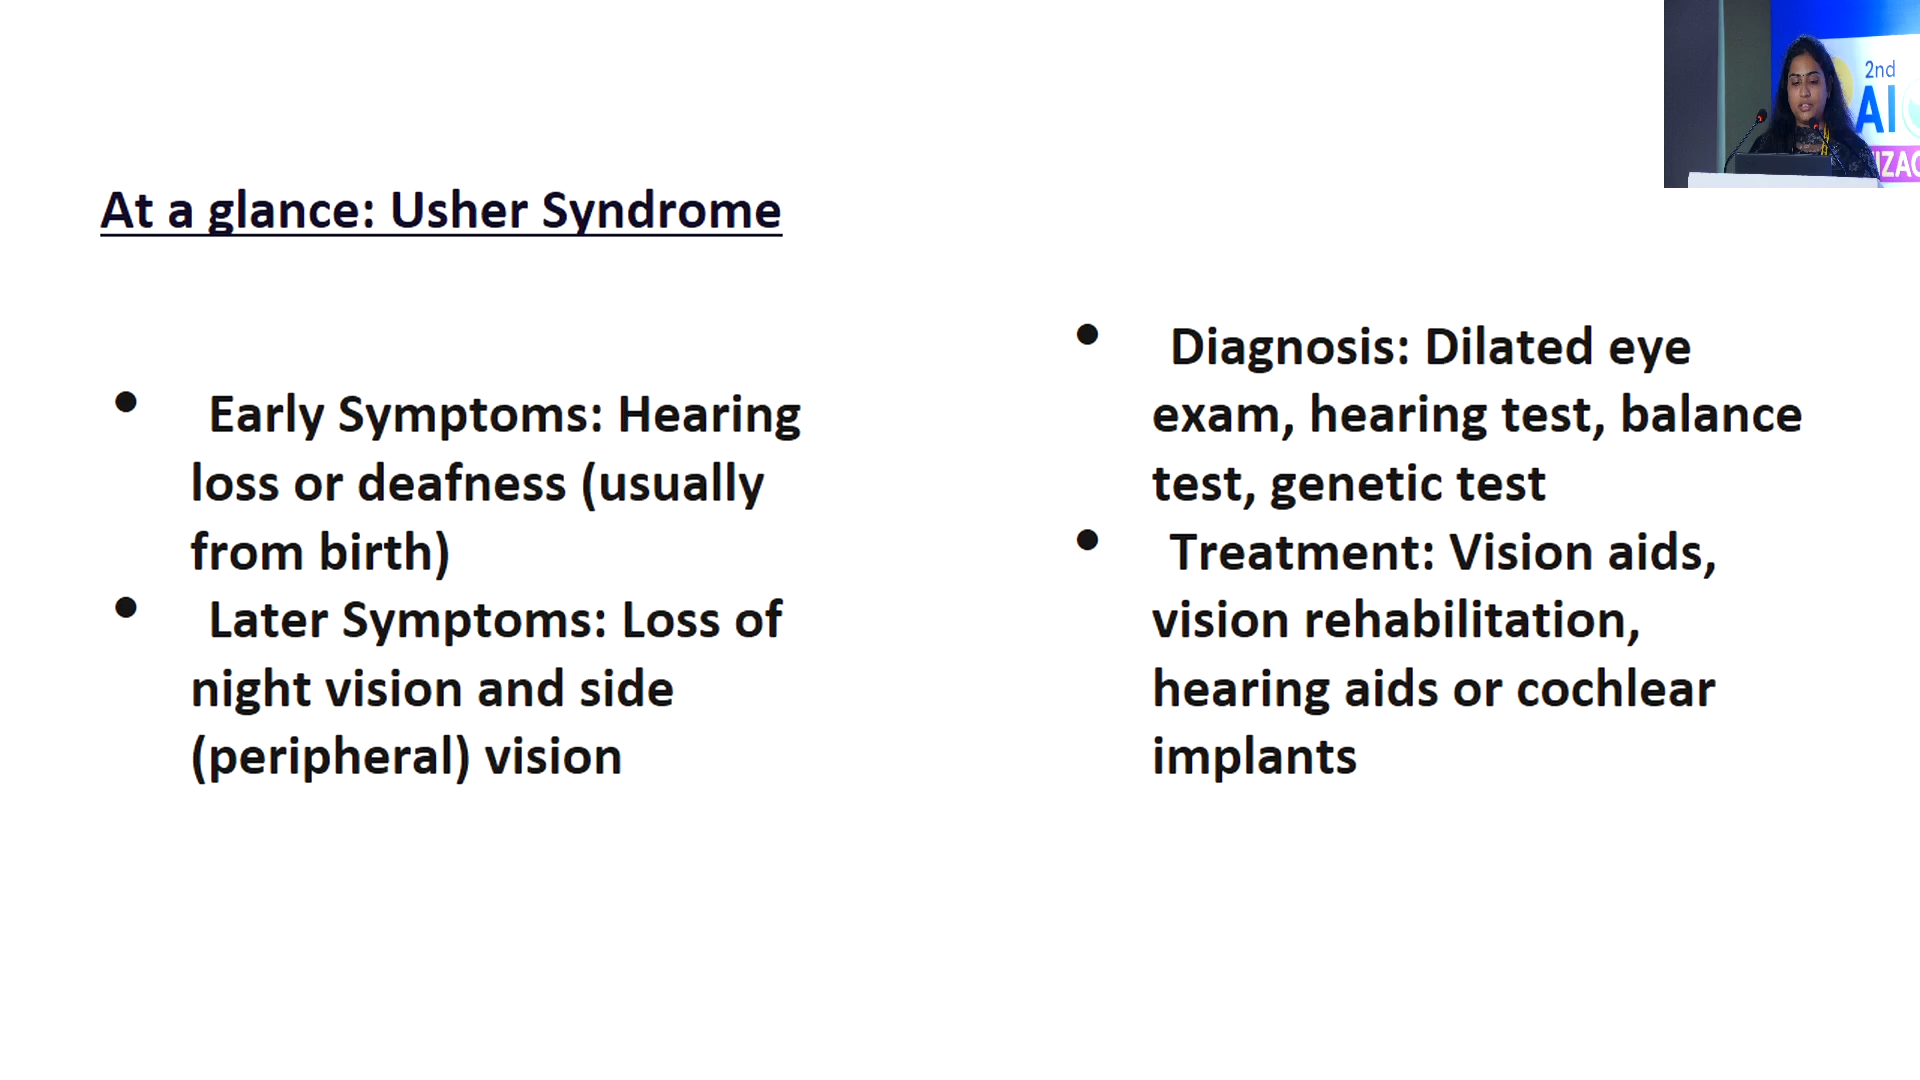 2nd
AI
At a glance: Usher Syndrome
• Early Symptoms: Hearing
loss or deafness (usually
from birth)
• Later Symptoms: Loss of
night vision and side
(peripheral) vision
• Diagnosis: Dilated eye
exam, hearing test, balance
test, genetic test
• Treatment: Vision aids,
vision rehabilitation,
hearing aids or cochlear
implants